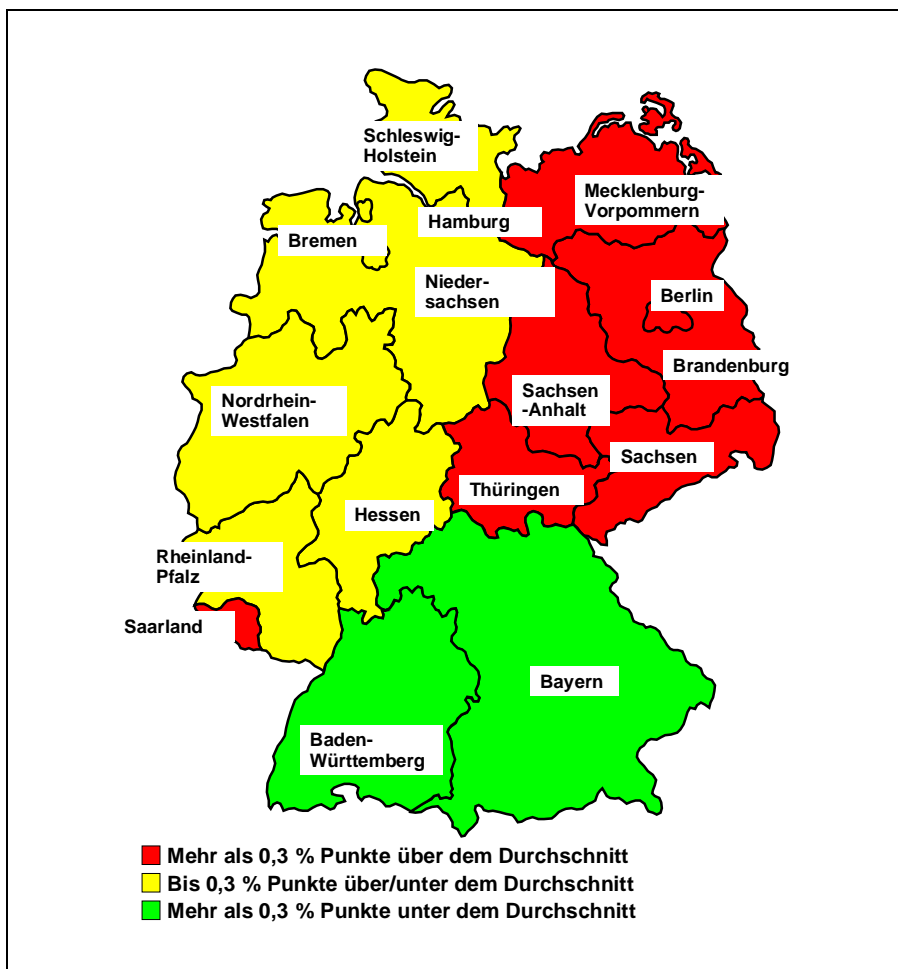 Schleswig-
Holstein
Mecklenburg-
Vorpommern
Hamburg
Bremen
Nieder-
sachsen
Berlin
Brandenburg
Nordrhein-
Westfalen
Sachsen
-Anhalt
Sachsen
Thüringen
Hessen
Rheinland-
Pfalz
Saarland
Bayern
Baden-
Württemberg
Mehr als 0,3 % Punkte über dem Durchschnitt
Bis 0,3 % Punkte über/unter dem Durchschnitt
Mehr als 0,3 % Punkte unter dem Durchschnitt